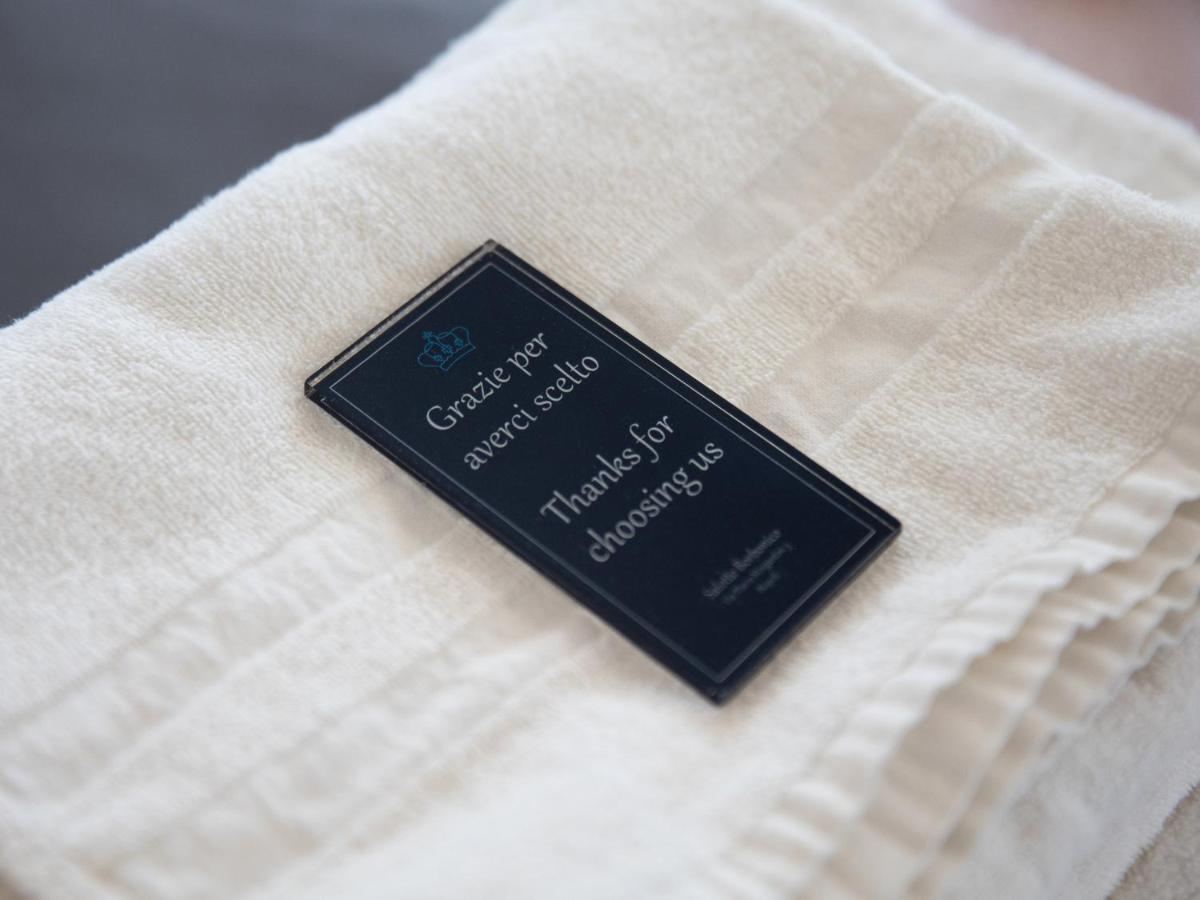 Grazie per
averci scelto
Thanks for
choosing us